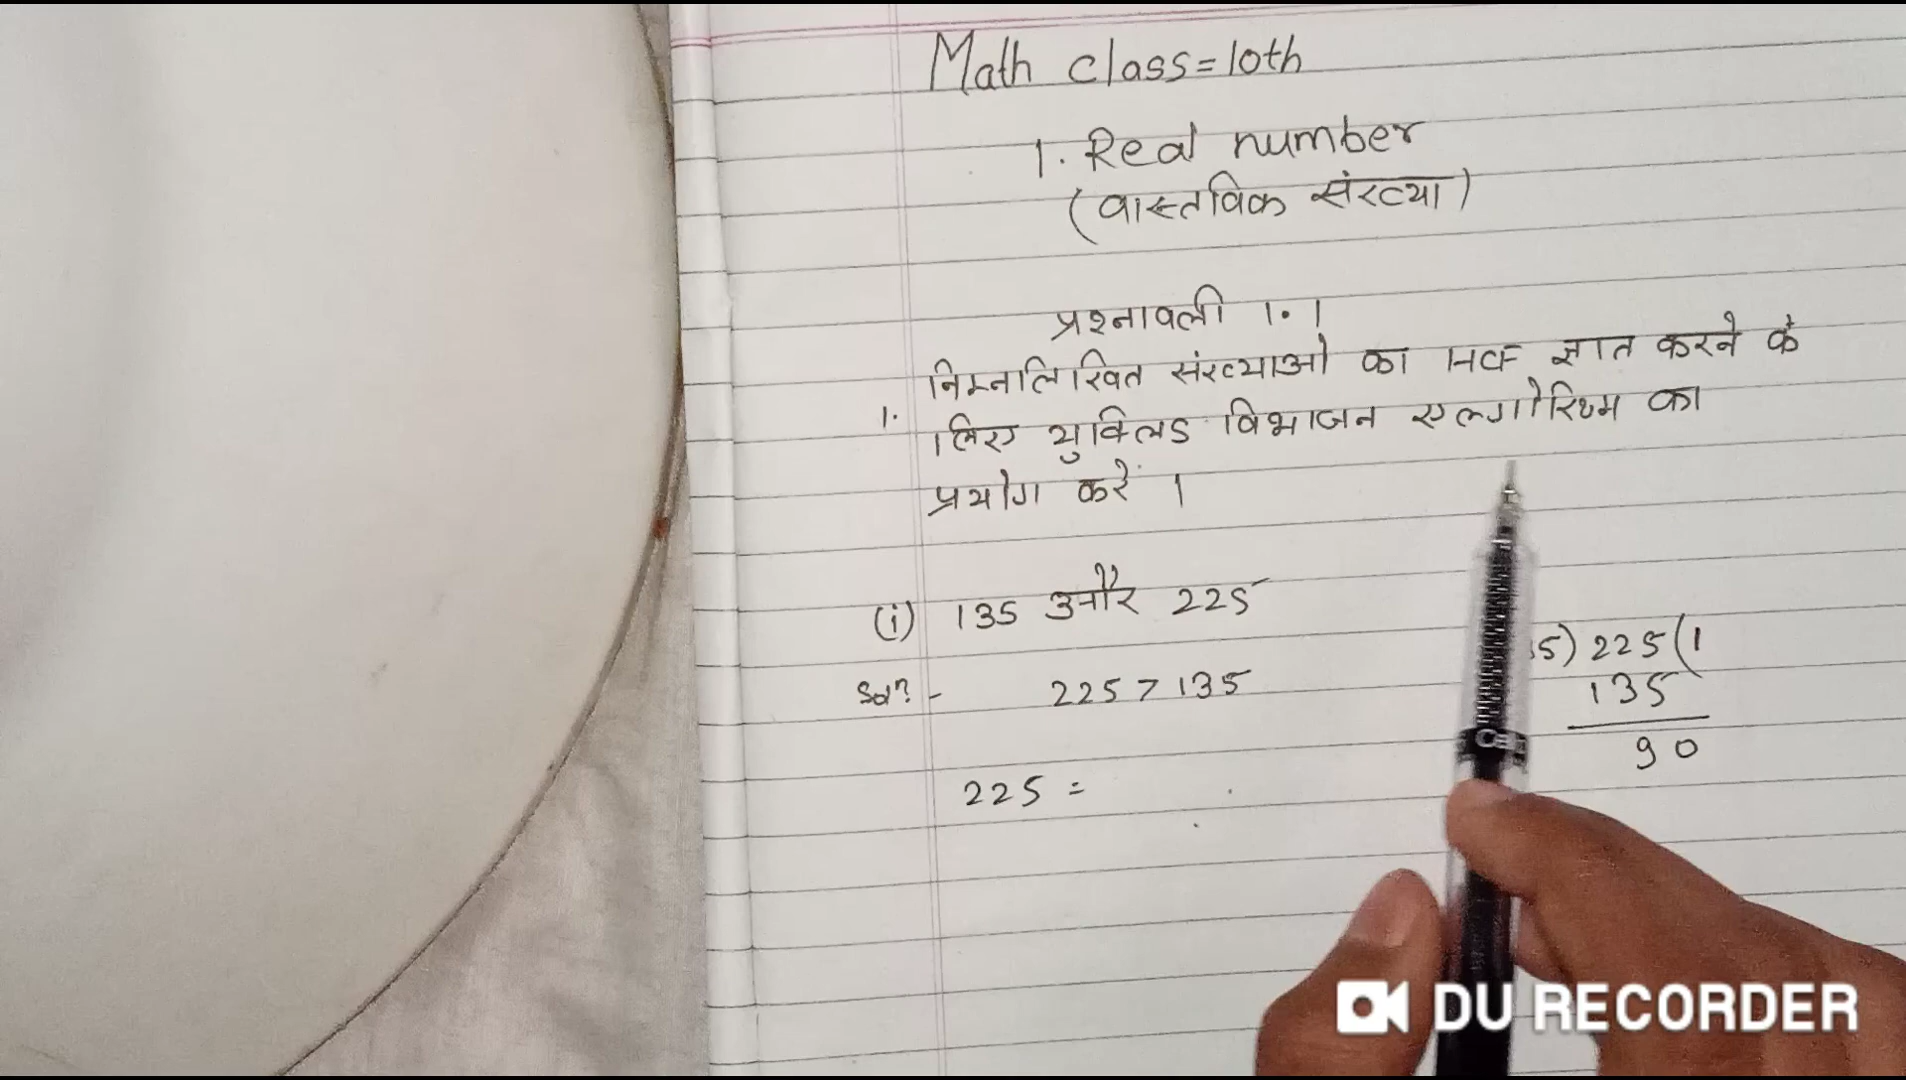 Math class=10th
1. Real number
(वास्तविक संख्या)
प्रश्नावली 1.1
1. निम्नलिखित संख्याओ का HCF ज्ञात करने के
लिए युक्लिड विभाजन एल्गोरिथ्म का
प्रयोग करें ।
(i) 135 और 225
Sol? - 225 > 135
5) 225 (1
135
90
225 =
DU RECORDER